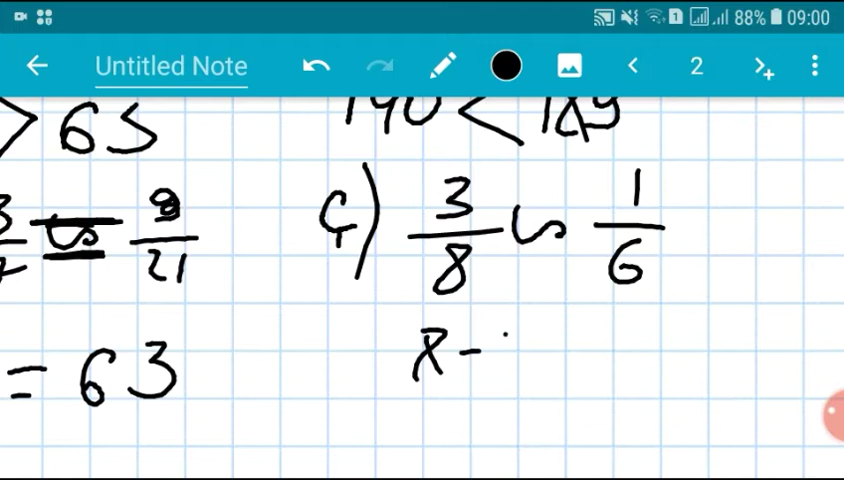 88% 09:00
Untitled Note
2
> 63
140 < 189
9/21
3/8 vs 1/6
= 63
8 -